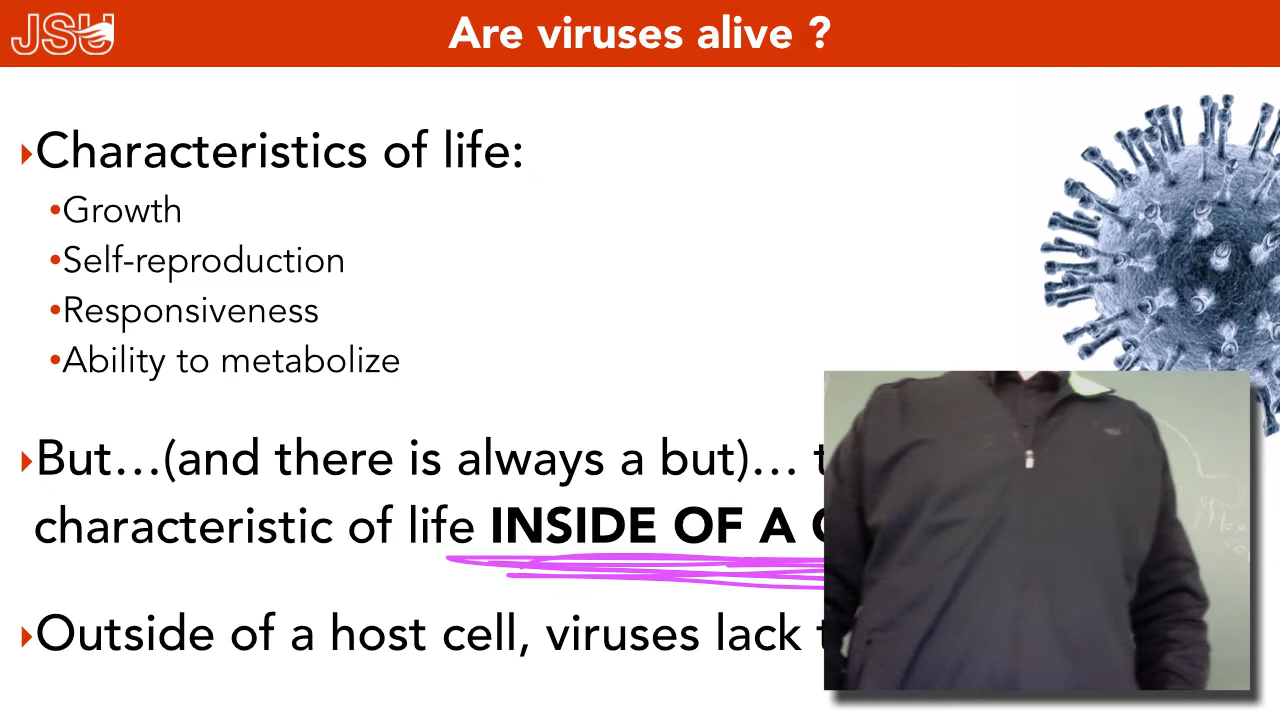 JSU
Are viruses alive ?
Characteristics of life:
Growth
Self-reproduction
Responsiveness
Ability to metabolize
But…(and there is always a but)…
characteristic of life INSIDE OF A
Outside of a host cell, viruses lack